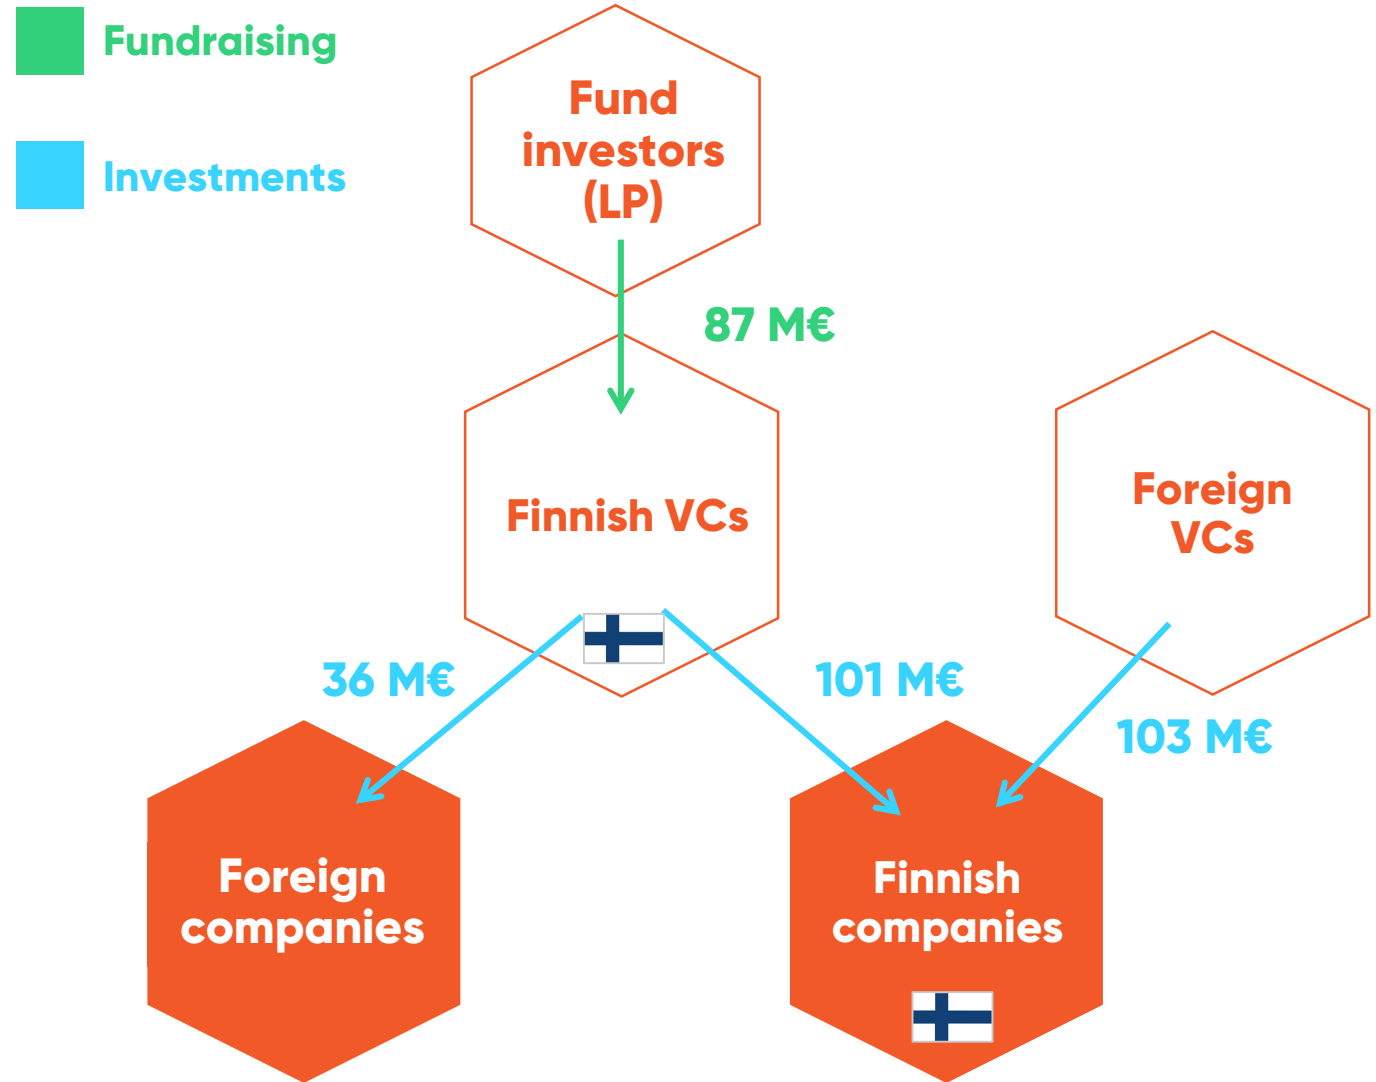 Fundraising
Investments
Fund
investors
(LP)
87 M€
Finnish VCs
Foreign
VCs
36 M€
101 M€
103 M€
Foreign
companies
Finnish
companies